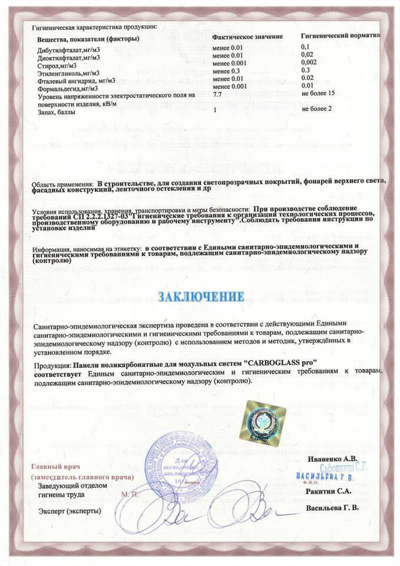 Гигиеническая характеристика продукции:
Вещества, показатели (факторы) Фактическое значение Гигиенический норматив
Дибутилфталат,мг/м3 менее 0.01 0,1
Диоктилфталат,мг/м3 менее 0.01 0,02
Стирол,мг/м3 менее 0.001 0,002
Этиленгликоль,мг/м3 менее 0.3 0.3
Фталевый ангидрид, мг/м3 менее 0.01 0.02
Формальдегид,мг/м3 менее 0.001 0.01
Уровень напряженности электростатического поля на 7.7 не более 15
поверхности изделия, кВ/м
Запах, баллы 1 не более 2
Область применения: В строительстве, для создания светопрозрачных покрытий, фонарей верхнего света,
фасадных конструкций, ленточного остекления и др
Условия использования, хранения, транспортировки и меры безопасности: При производстве соблюдение
требований СП 2.2.2.1327-03"Гигиенические требования к организации технологических процессов,
производственному оборудованию и рабочему инструменту".Соблюдать требования инструкции по
установке изделий
Информация, наносимая на этикетку: в соответствии с Едиными санитарно-эпидемиологическими и
гигиеническими требованиями к товарам, подлежащим санитарно-эпидемиологическому надзору
(контролю)
ЗАКЛЮЧЕНИЕ
Санитарно-эпидемиологическая экспертиза проведена в соответствии с действующими Едиными
санитарно-эпидемиологическими и гигиеническими требованиями к товарам, подлежащим санитарно-
эпидемиологическому надзору (контролю) с использованием методов и методик, утверждённых в
установленном порядке.
Продукция: Панели поликарбонатные для модульных систем "CARBOGLASS pro"
соответствует Единым санитарно-эпидемиологическим и гигиеническим требованиям к товарам,
подлежащим санитарно-эпидемиологическому надзору (контролю).
Иваненко А.В.
Главный врач
(заместитель главного врача)
ВАСИЛЬЕВА Г. В.
Ф.И.О.
Заведующий отделом
гигиены труда М. П. Ракитин С.А.
Эксперт (эксперты) Васильева Г. В.
Для